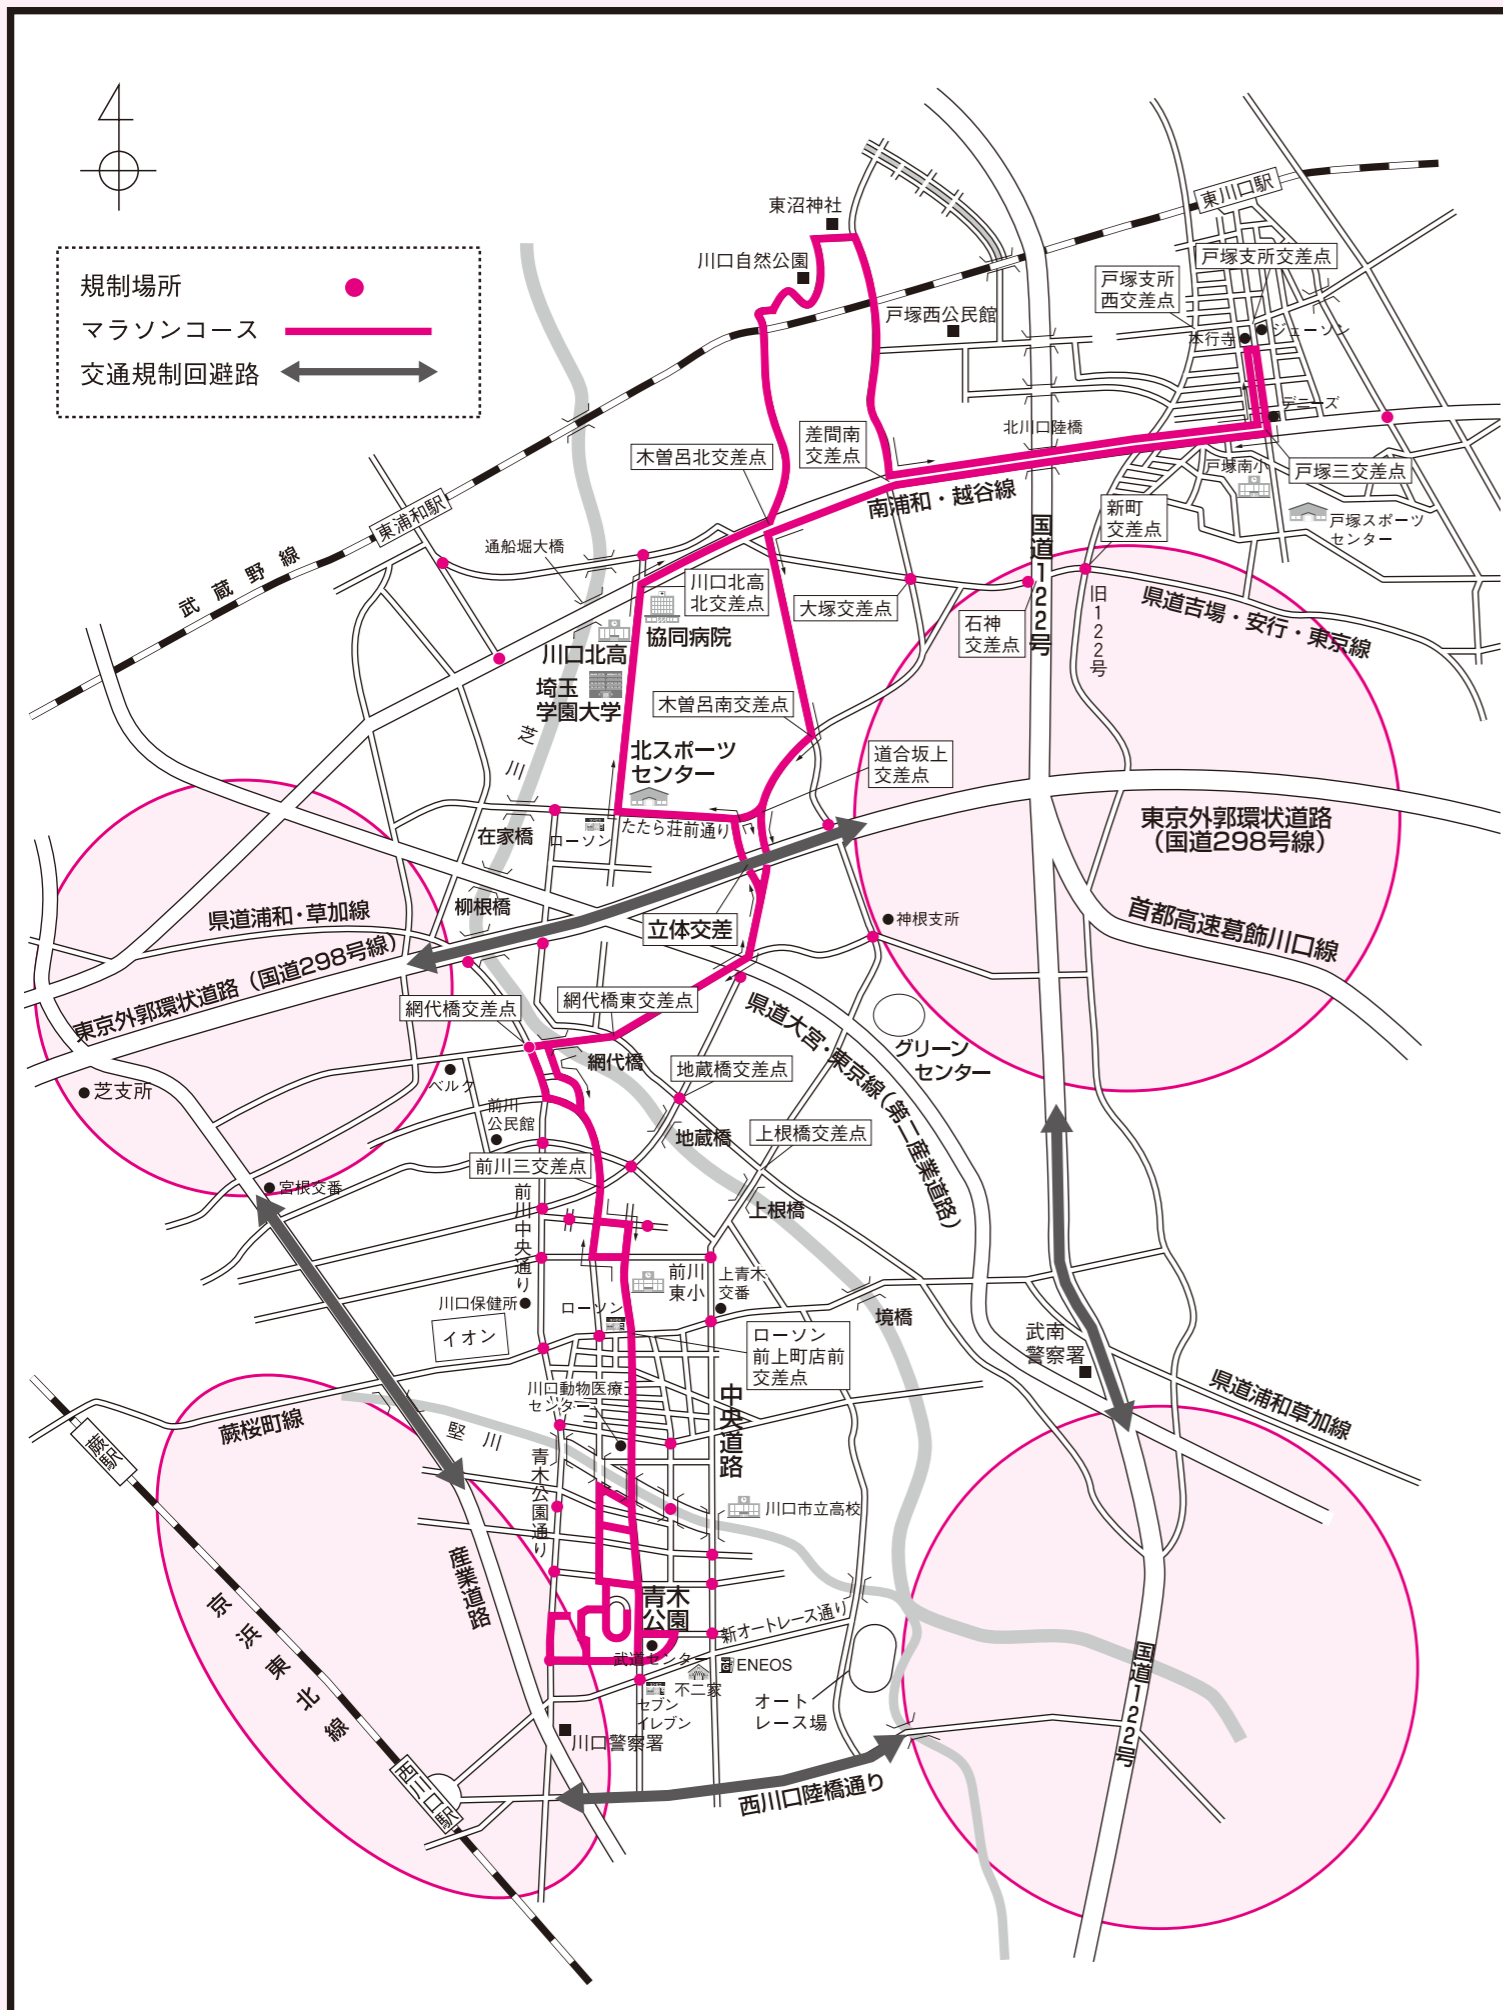 規制場所
マラソンコース
交通規制回避路
東沼神社
川口自然公園
東川口駅
戸塚支所交差点
戸塚支所
西交差点
戸塚西公民館
本行寺
ジェーソン
デニーズ
北川口陸橋
差間南
交差点
木曽呂北交差点
戸塚南小
戸塚三交差点
南浦和・越谷線
東浦和駅
通船堀大橋
武蔵野線
新町
交差点
戸塚スポーツ
センター
国道122号
川口北高
北交差点
大塚交差点
石神
交差点
旧122号
県道吉場・安行・東京線
協同病院
川口北高
埼玉
学園大学
木曽呂南交差点
芝川
北スポーツ
センター
道合坂上
交差点
たたら荘前通り
在家橋
ローソン
東京外郭環状道路
(国道298号線)
柳根橋
県道浦和・草加線
立体交差
神根支所
首都高速葛飾川口線
東京外郭環状道路(国道298号線)
網代橋交差点
網代橋東交差点
県道大宮・東京線(第二産業道路)
グリーン
センター
網代橋
地蔵橋交差点
芝支所
ベルク
前川
公民館
地蔵橋
上根橋交差点
前川三交差点
宮根交番
上根橋
前川中央通り
前川
東小
上青木
交番
川口保健所
ローソン
イオン
境橋
ローソン
前上町店前
交差点
武南
警察署
川口動物医療
センター
中央道路
県道浦和草加線
蕨桜町線
蕨駅
竪川
青木公園通り
川口市立高校
産業道路
青木
公園
京浜東北線
新オートレース通り
武道センター
ENEOS
不二家
セブン
イレブン
オート
レース場
国道122号
川口警察署
西川口駅
西川口陸橋通り